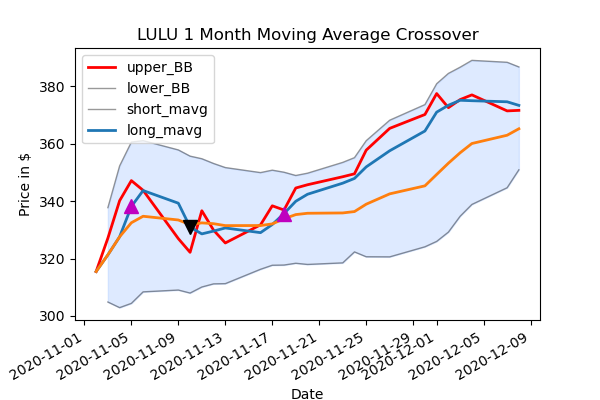 LULU 1 Month Moving Average Crossover
upper_BB
lower_BB
short_mavg
long_mavg
Price in $
380
360
340
320
300
2020-11-01
2020-11-05
2020-11-09
2020-11-13
2020-11-17
2020-11-21
2020-11-25
2020-11-29
2020-12-01
2020-12-05
2020-12-09
Date